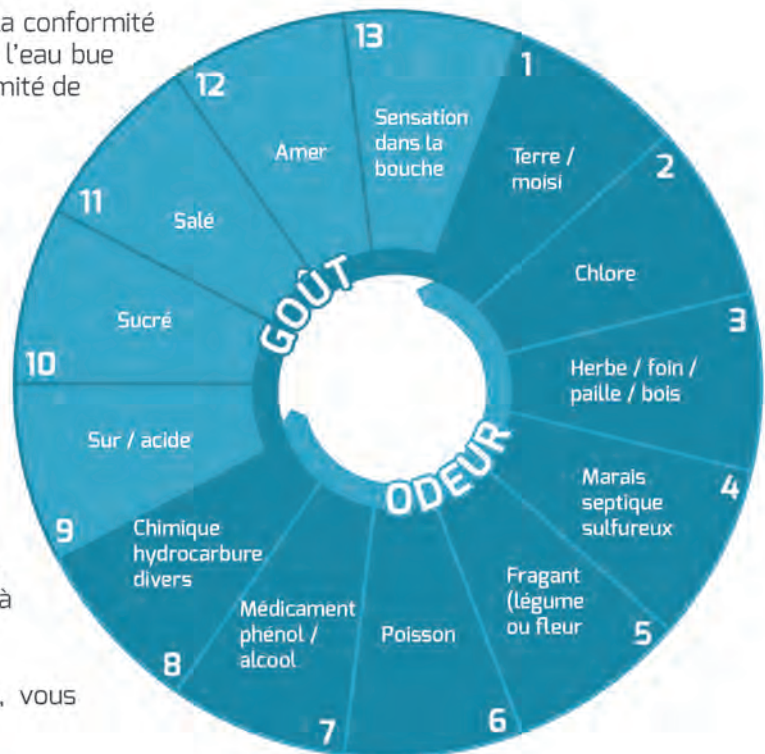 la conformité
l'eau bue
mité de
13
Sensation
dans la
bouche
1
Terre /
moisi
2
Chlore
3
Herbe / foin /
paille / bois
4
Marais
septique
sulfureux
5
Fragant
(légume
ou fleur
6
Poisson
7
Médicament
phénol /
alcool
8
Chimique
hydrocarbure
divers
9
Sur / acide
10
Sucré
11
Salé
12
Amer
GOÛT
ODEUR
à
, vous